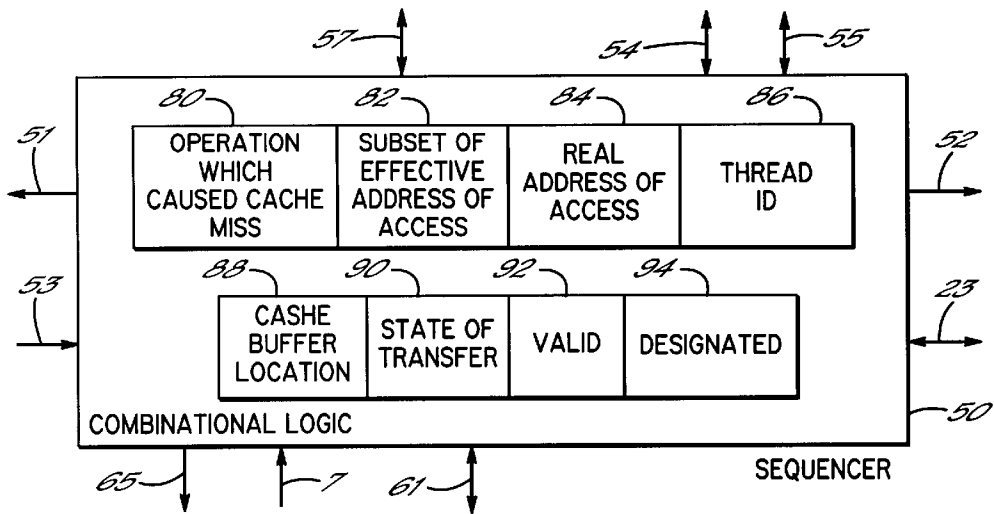 57
54
55
80
82
84
86
51
52
OPERATION
WHICH
CAUSED CACHE
MISS
SUBSET OF
EFFECTIVE
ADDRESS OF
ACCESS
REAL
ADDRESS OF
ACCESS
THREAD
ID
88
90
92
94
53
23
CASHE
BUFFER
LOCATION
STATE OF
TRANSFER
VALID
DESIGNATED
COMBINATIONAL LOGIC
50
65
7
61
SEQUENCER